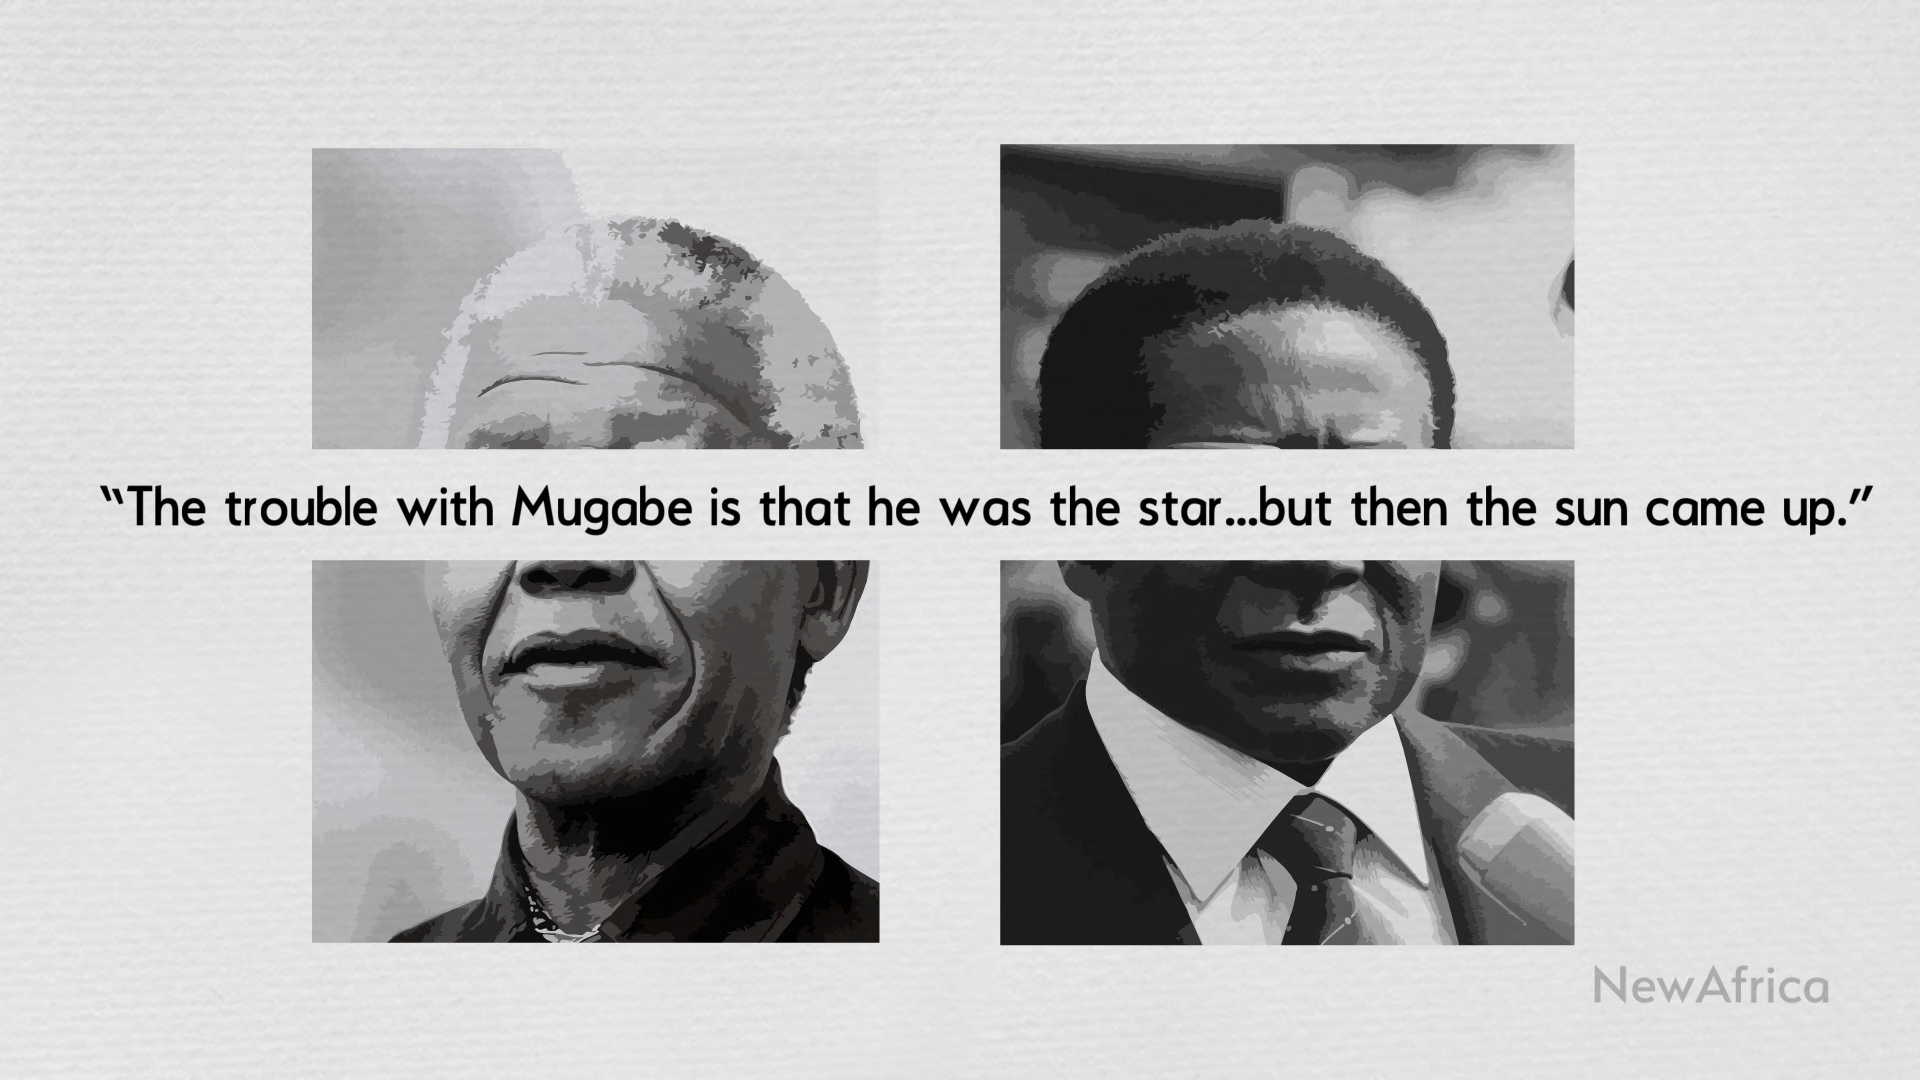 “The trouble with Mugabe is that he was the star...but then the sun came up.”
NewAfrica